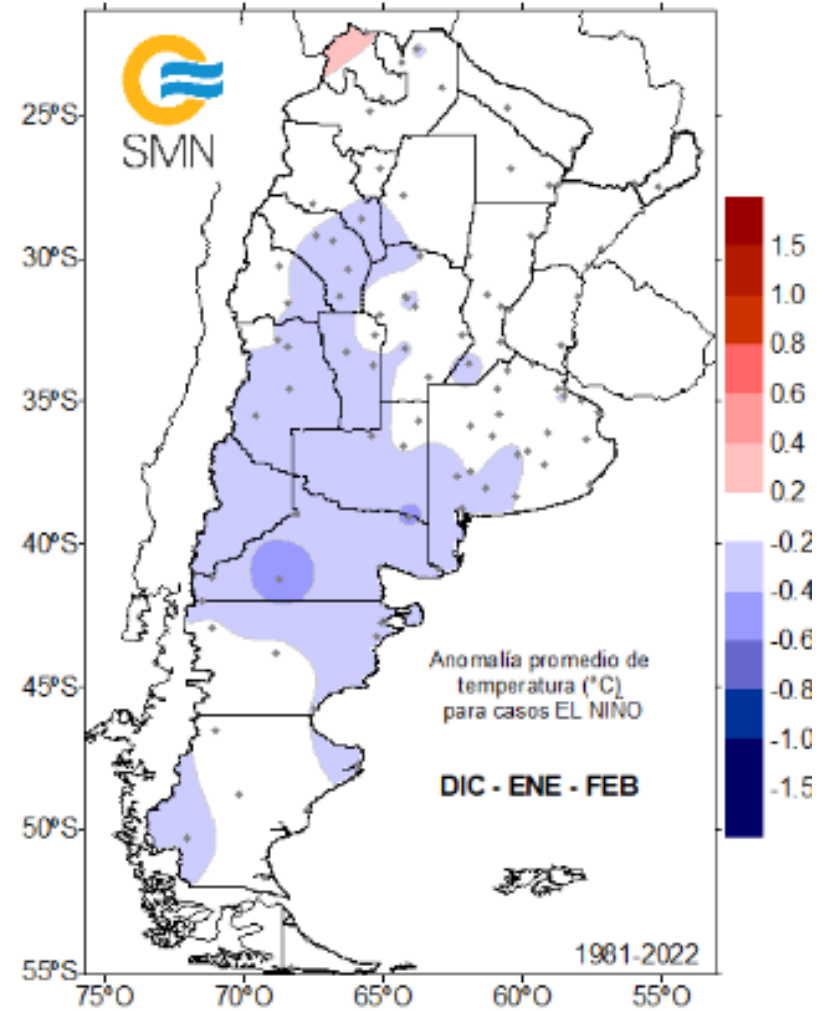 SMN
25ºS
30ºS
35ºS
40ºS
45ºS
50ºS
55ºS
75ºO
70ºO
65ºO
60ºO
55ºO
1.5
1.0
0.8
0.6
0.4
0.2
-0.2
-0.4
-0.6
-0.8
-1.0
-1.5
Anomalía promedio de
temperatura (°C)
para casos EL NINO
DIC - ENE - FEB
1981-2022